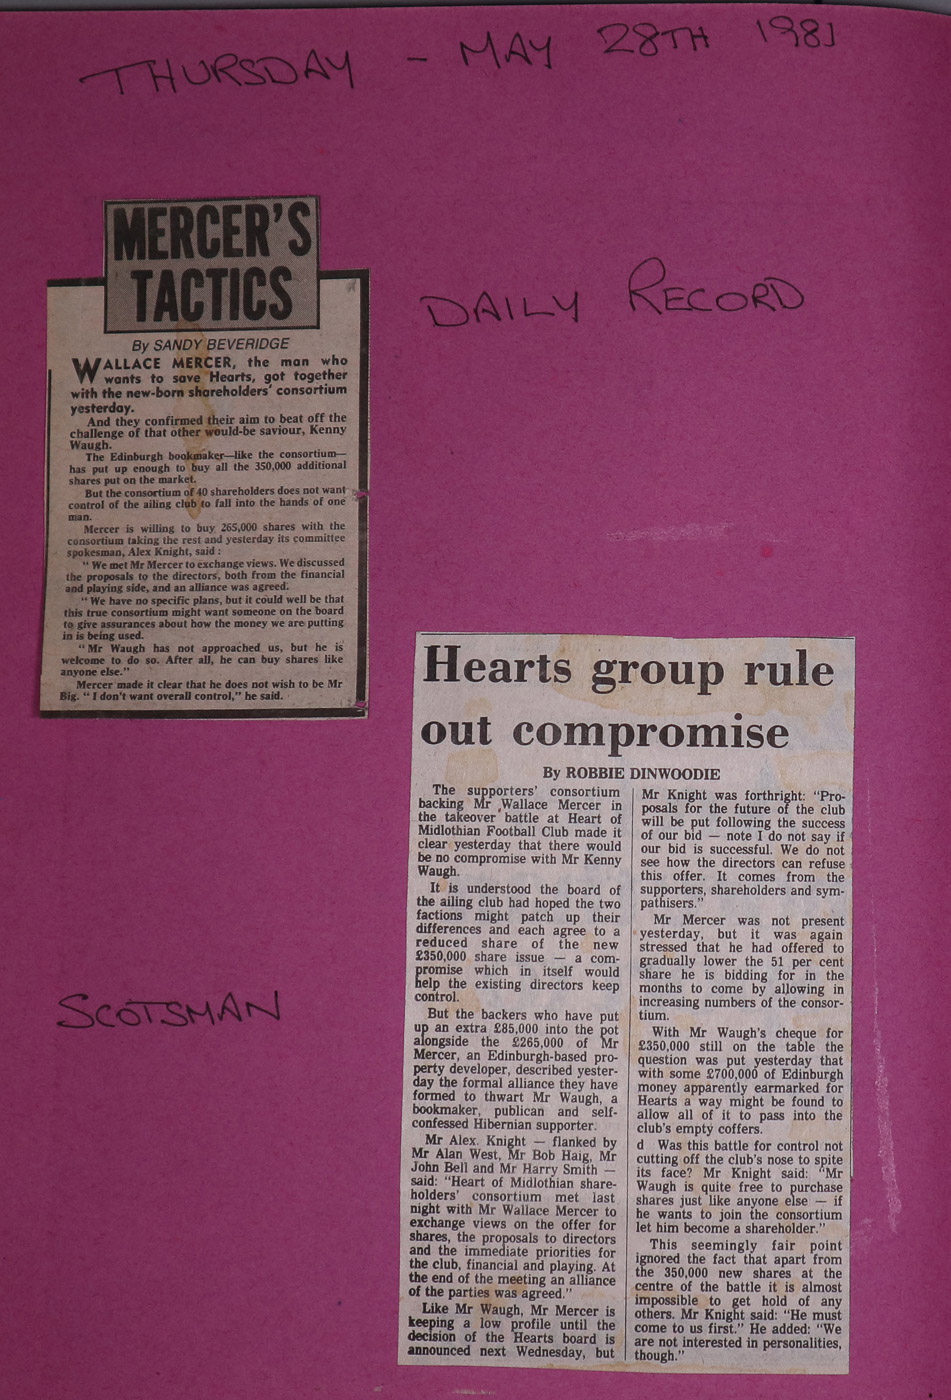 THURSDAY - MAY 28TH 1981
MERCER'S
TACTICS
By SANDY BEVERIDGE
WALLACE MERCER, the man who
wants to save Hearts, got together
with the new-born shareholders' consortium
yesterday.
And they confirmed their aim to beat off the
challenge of that other would-be saviour, Kenny
Waugh.
The Edinburgh bookmaker—like the consortium—
has put up enough to buy all the 350,000 additional
shares put on the market.
But the consortium of 40 shareholders does not want
control of the ailing club to fall into the hands of one
man.
Mercer is willing to buy 265,000 shares with the
consortium taking the rest and yesterday its committee
spokesman, Alex Knight, said :
"We met Mr Mercer to exchange views. We discussed
the proposals to the directors, both from the financial
and playing side, and an alliance was agreed.
"We have no specific plans, but it could well be that
this true consortium might want someone on the board
to give assurances about how the money we are putting
in is being used.
"Mr Waugh has not approached us, but he is
welcome to do so. After all, he can buy shares like
anyone else."
Mercer made it clear that he does not wish to be Mr
Big. "I don't want overall control," he said.
DAILY RECORD
SCOTSMAN
Hearts group rule
out compromise
By ROBBIE DINWOODIE
The supporters' consortium
backing Mr Wallace Mercer in
the takeover battle at Heart of
Midlothian Football Club made it
clear yesterday that there would
be no compromise with Mr Kenny
Waugh.
It is understood the board of
the ailing club had hoped the two
factions might patch up their
differences and each agree to a
reduced share of the new
£350,000 share issue — a com-
promise which in itself would
help the existing directors keep
control.
But the backers who have put
up an extra £85,000 into the pot
alongside the £265,000 of Mr
Mercer, an Edinburgh-based pro-
perty developer, described yester-
day the formal alliance they have
formed to thwart Mr Waugh, a
bookmaker, publican and self-
confessed Hibernian supporter.
Mr Alex. Knight — flanked by
Mr Alan West, Mr Bob Haig, Mr
John Bell and Mr Harry Smith —
said: "Heart of Midlothian share-
holders' consortium met last
night with Mr Wallace Mercer to
exchange views on the offer for
shares, the proposals to directors
and the immediate priorities for
the club, financial and playing. At
the end of the meeting an alliance
of the parties was agreed."
Like Mr Waugh, Mr Mercer is
keeping a low profile until the
decision of the Hearts board is
announced next Wednesday, but
Mr Knight was forthright: "Pro-
posals for the future of the club
will be put following the success
of our bid — note I do not say if
our bid is successful. We do not
see how the directors can refuse
this offer. It comes from the
supporters, shareholders and sym-
pathisers."
Mr Mercer was not present
yesterday, but it was again
stressed that he had offered to
gradually lower the 51 per cent
share he is bidding for in the
months to come by allowing in
increasing numbers of the consor-
tium.
With Mr Waugh's cheque for
£350,000 still on the table the
question was put yesterday that
with some £700,000 of Edinburgh
money apparently earmarked for
Hearts a way might be found to
allow all of it to pass into the
club's empty coffers.
d Was this battle for control not
cutting off the club's nose to spite
its face? Mr Knight said: "Mr
Waugh is quite free to purchase
shares just like anyone else — if
he wants to join the consortium
let him become a shareholder."
This seemingly fair point
ignored the fact that apart from
the 350,000 new shares at the
centre of the battle it is almost
impossible to get hold of any
others. Mr Knight said: "He must
come to us first." He added: "We
are not interested in personalities,
though."